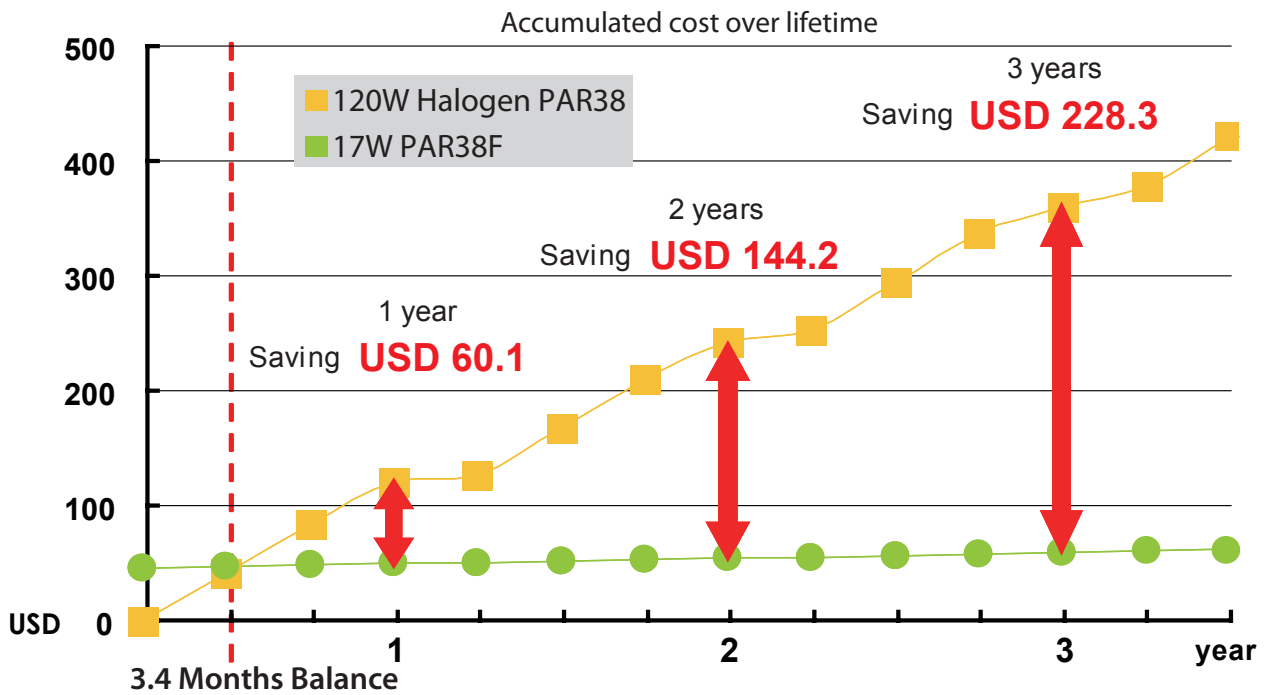 Accumulated cost over lifetime
500
120W Halogen PAR38
17W PAR38F
3 years
Saving USD 228.3
400
2 years
Saving USD 144.2
300
1 year
Saving USD 60.1
200
100
USD 0
1 2 3 year
3.4 Months Balance